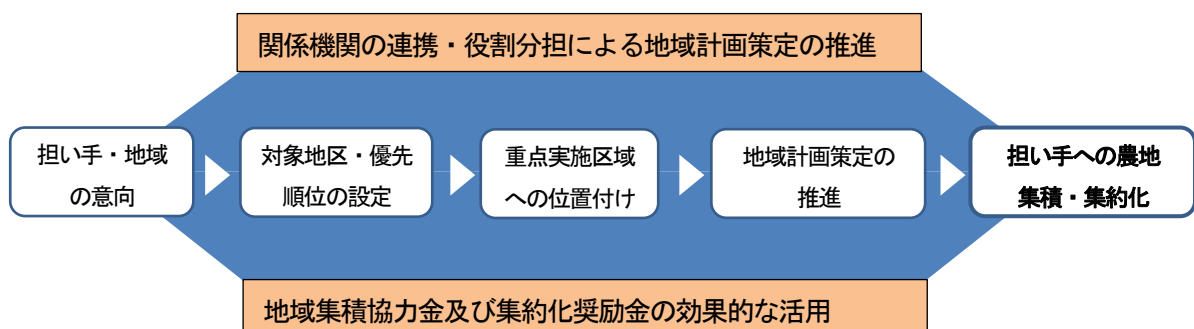 関係機関の連携・役割分担による地域計画策定の推進
担い手・地域
の意向
対象地区・優先
順位の設定
重点実施区域
への位置付け
地域計画策定の
推進
担い手への農地
集積・集約化
地域集積協力金及び集約化奨励金の効果的な活用